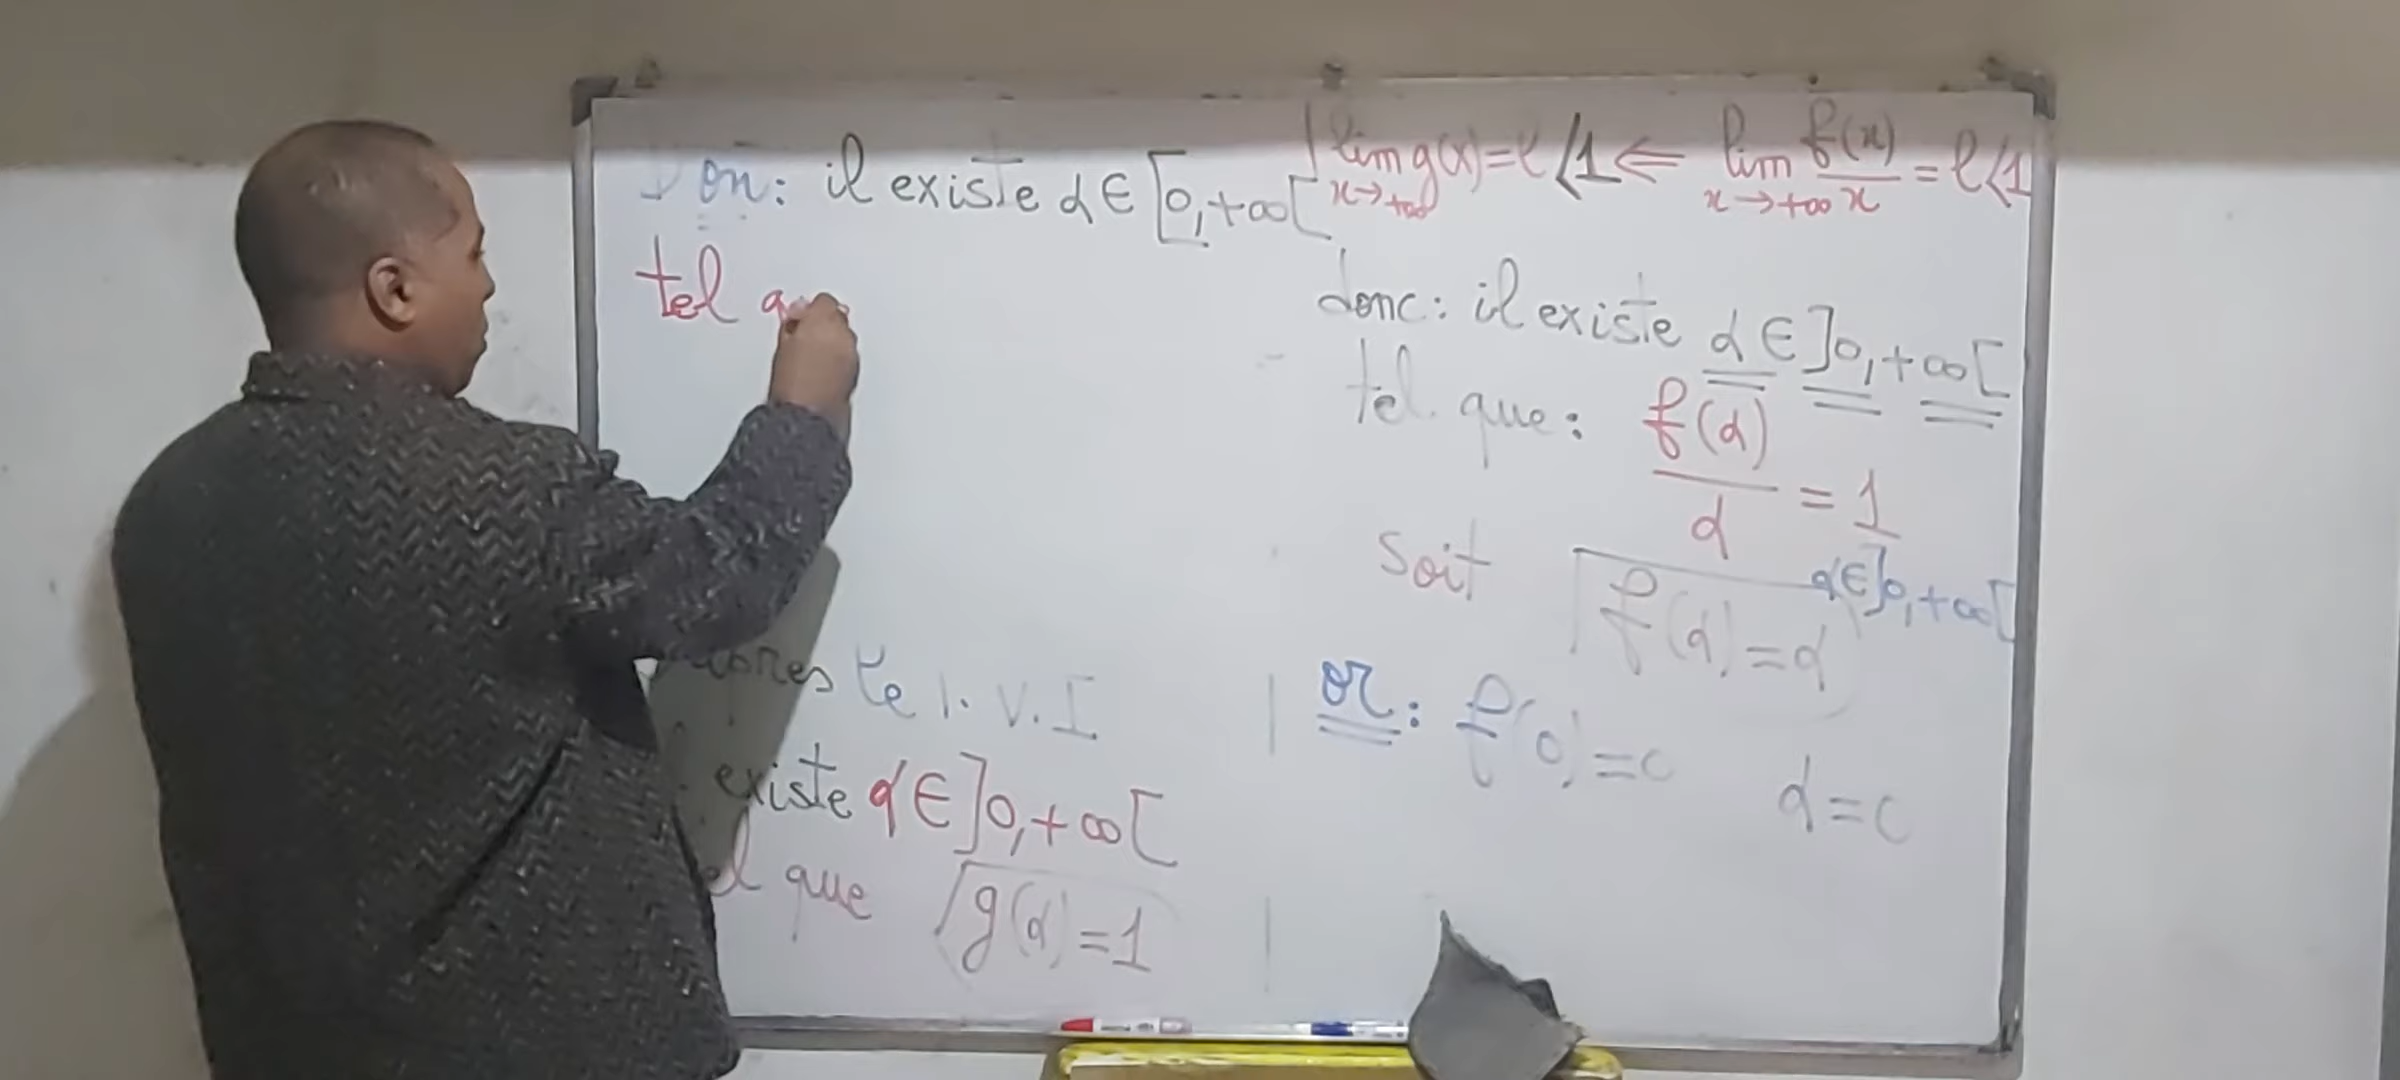 on: il existe α ∈ [0,+∞[
tel
le T.V.I
existe α ∈ ]0,+∞[
que g(α) = 1
lim g(x) = l < 1 ⇐ lim f(x)/x = l < 1
x→+∞ x→+∞
donc: il existe α ∈ ]0,+∞[
tel que: f(α)/α = 1
Soit f(α) = α α ∈ ]0,+∞[
or: f(0) = 0 α = 0